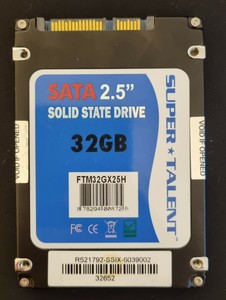 SATA 2.5"
SOLID STATE DRIVE
32GB
FTM32GX25H
SUPER★TALENT
VOID IF OPENED
VOID IF OPENED
R521792-SSIX-6039002
32652